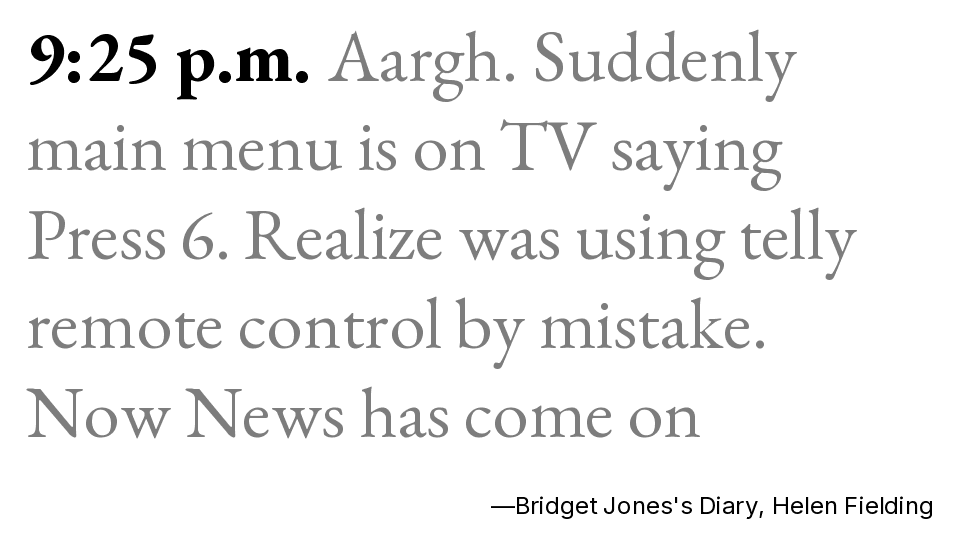 9:25 p.m. Aargh. Suddenly
main menu is on TV saying
Press 6. Realize was using telly
remote control by mistake.
Now News has come on
—Bridget Jones's Diary, Helen Fielding